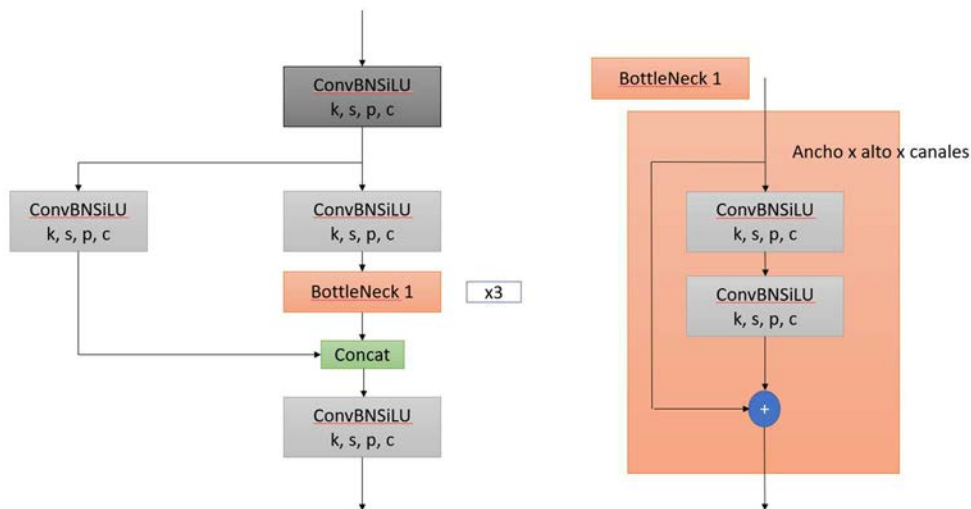 ConvBNSiLU
k, s, p, c
ConvBNSiLU
k, s, p, c
ConvBNSiLU
k, s, p, c
BottleNeck 1
x3
Concat
ConvBNSiLU
k, s, p, c
BottleNeck 1
Ancho x alto x canales
ConvBNSiLU
k, s, p, c
ConvBNSiLU
k, s, p, c
+